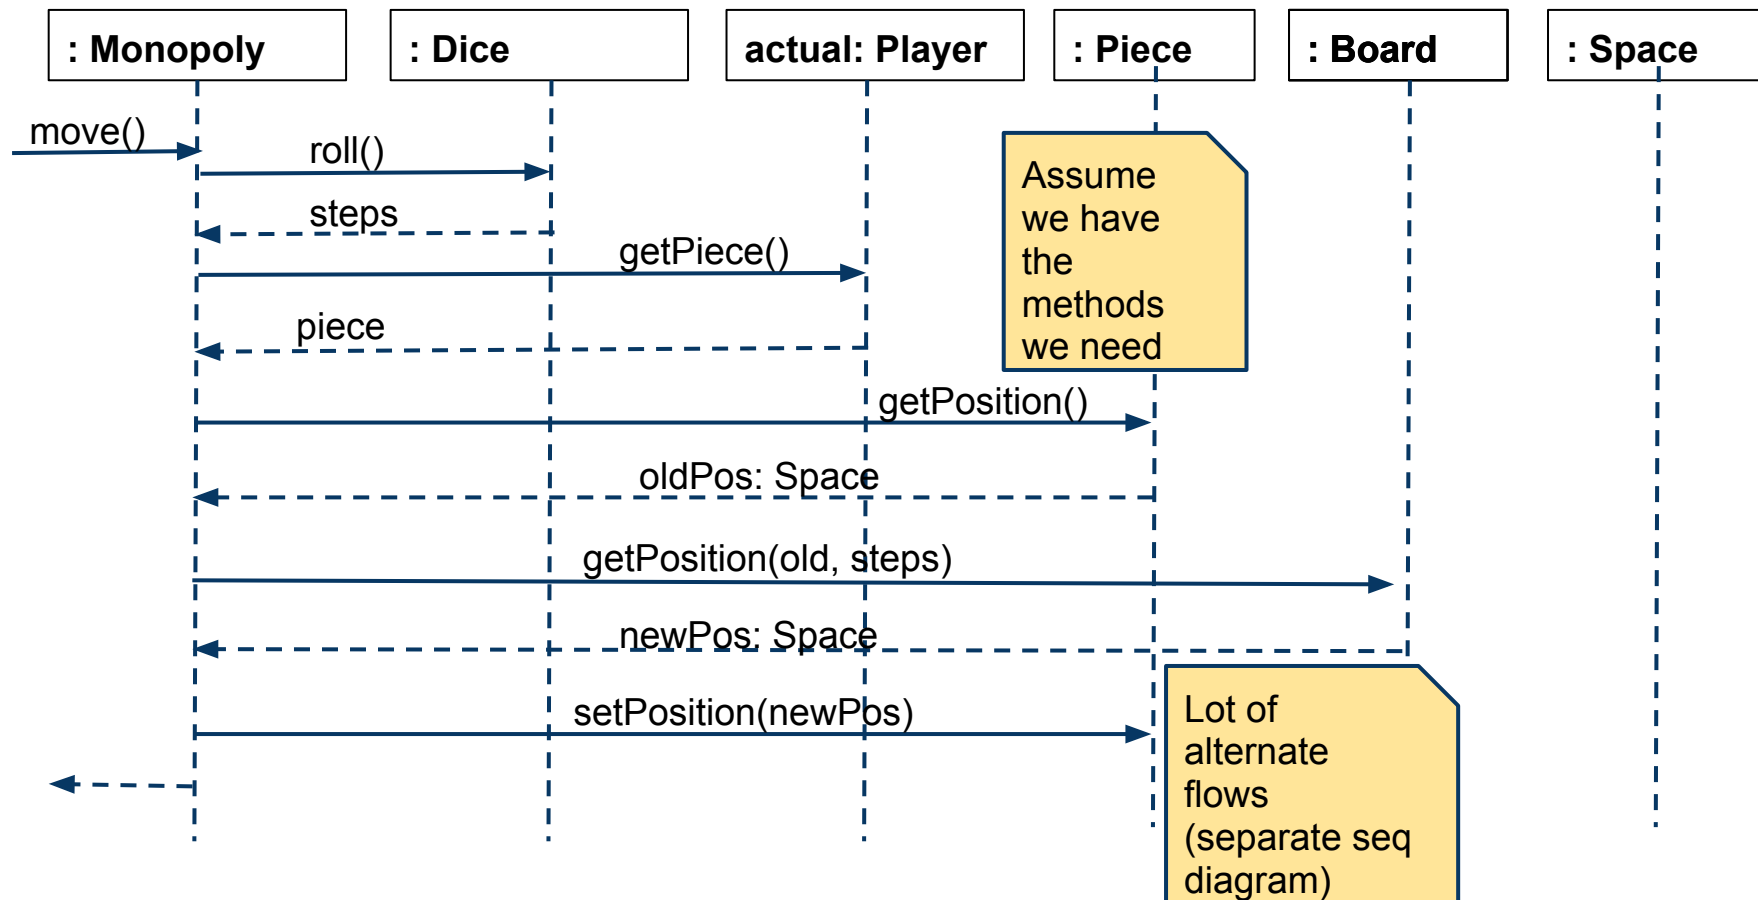 : Monopoly
: Dice
actual: Player
: Piece
: Board
: Space
move()
roll()
steps
getPiece()
piece
Assume
we have
the
methods
we need
getPosition()
oldPos: Space
getPosition(old, steps)
newPos: Space
setPosition(newPos)
Lot of
alternate
flows
(separate seq
diagram)